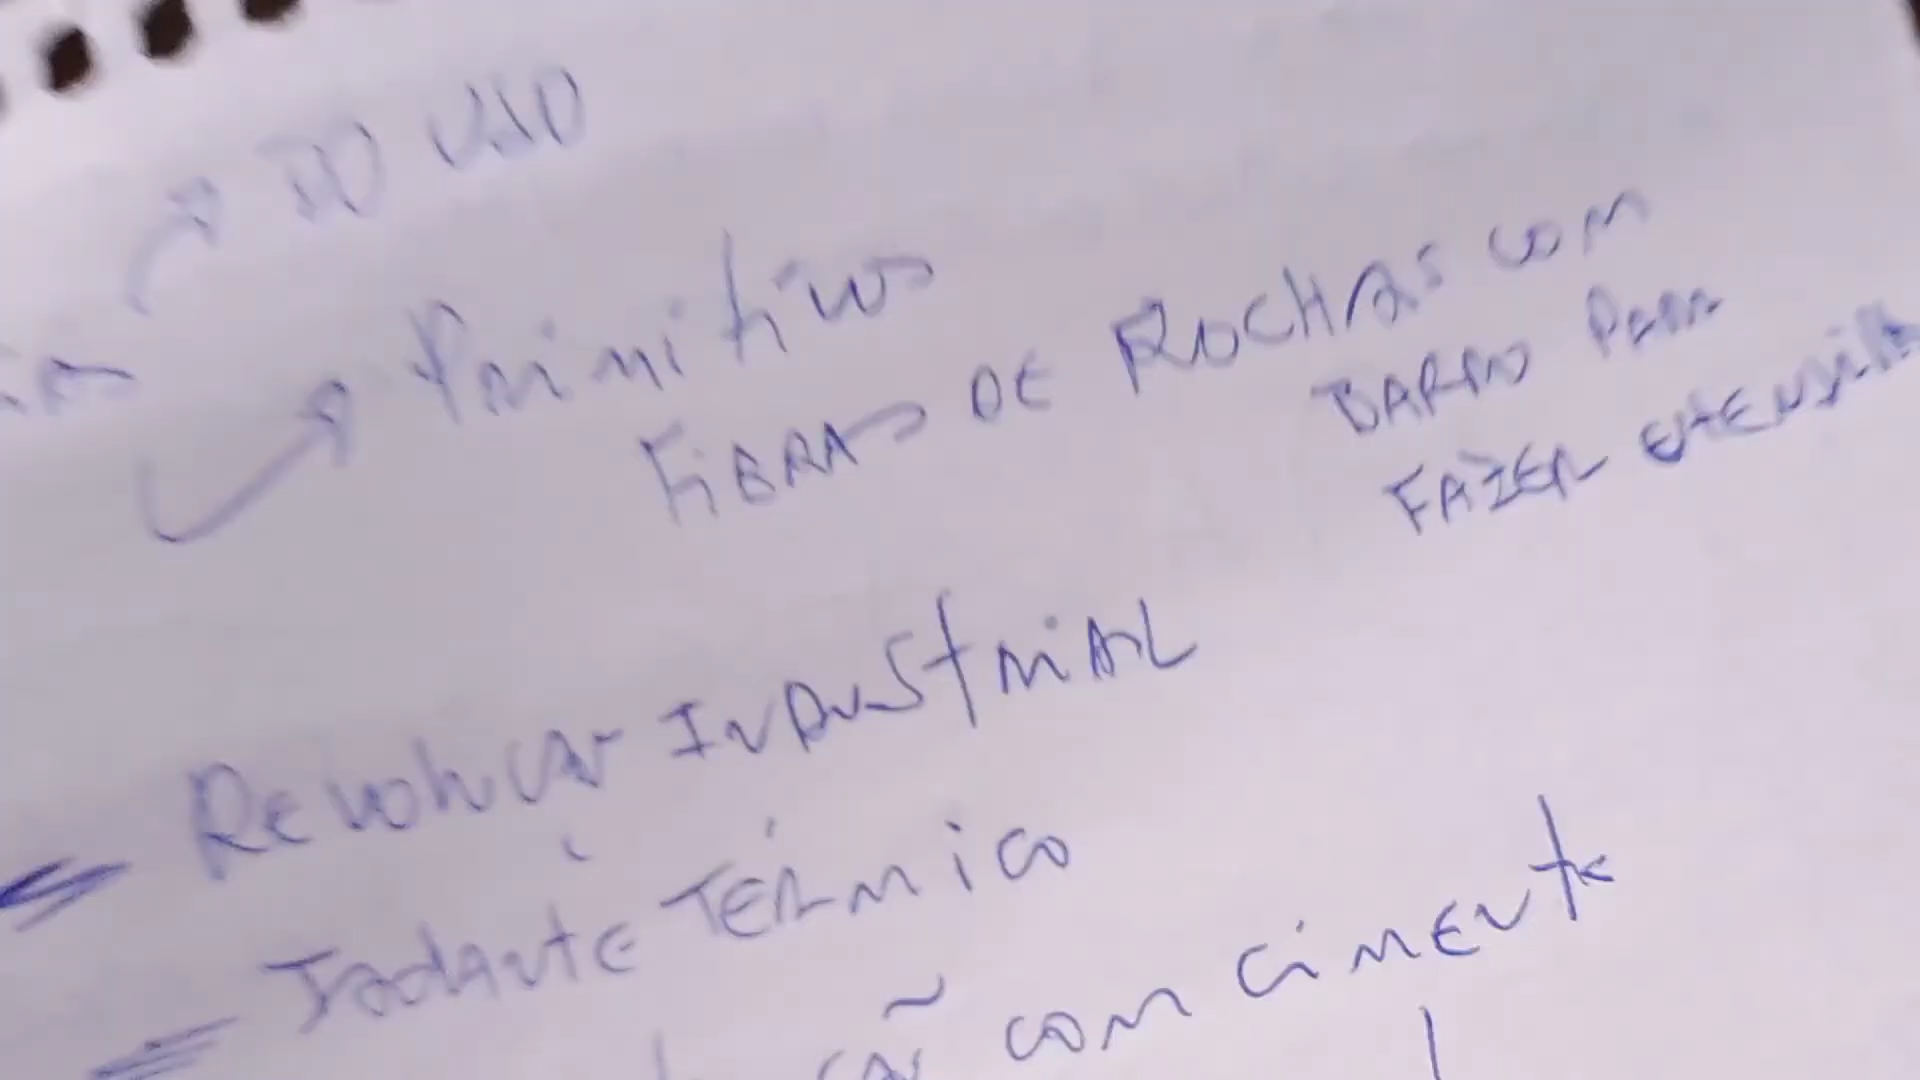 DO USO
Primitivos
FIBRAS DE ROCHAS COM
BARRO PARA
FAZER
REVOLUÇÃO INDUSTRIAL
ISOLANTE TÉRMICO
COM CIMENTO